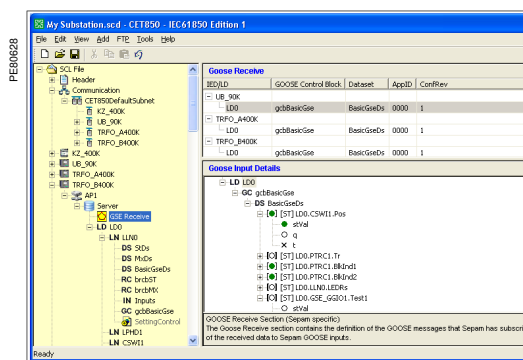 PE80628
My Substation.scd - CET850 - IEC61850 Edition 1
File Edit View Add FTP Tools Help
SCL File
Header
Communication
CET850DefaultSubnet
KZ_400K
UB_90K
TRFO_A400K
TRFO_B400K
KZ_400K
UB_90K
TRFO_A400K
TRFO_B400K
AP1
Server
GSE Receive
LD LD0
LN LLN0
DS StDs
DS MxDs
DS BasicGseDs
RC brcbST
RC brcbMX
IN Inputs
GC gcbBasicGse
SettingControl
LN LPHD1
LN CSWI1
Goose Receive
IED/LD GOOSE Control Block Dataset AppID ConfRev
UB_90K
LD0 gcbBasicGse BasicGseDs 0000 1
TRFO_A400K
LD0 gcbBasicGse BasicGseDs 0000 1
TRFO_B400K
LD0 gcbBasicGse BasicGseDs 0000 1
Goose Input Details
LD LD0
GC gcbBasicGse
DS BasicGseDs
[ST] LD0.CSWI1.Pos
stVal
q
t
[ST] LD0.PTRC1.Tr
[ST] LD0.PTRC1.BlkInd1
[ST] LD0.PTRC1.BlkInd2
[ST] LD0.LLN0.LEDRs
[ST] LD0.GSE_GGIO1.Test1
stVal
GOOSE Receive Section (Sepam specific)
The Goose Receive section contains the definition of the GOOSE messages that Sepam has subscri
of the received data to Sepam GOOSE inputs.
Ready